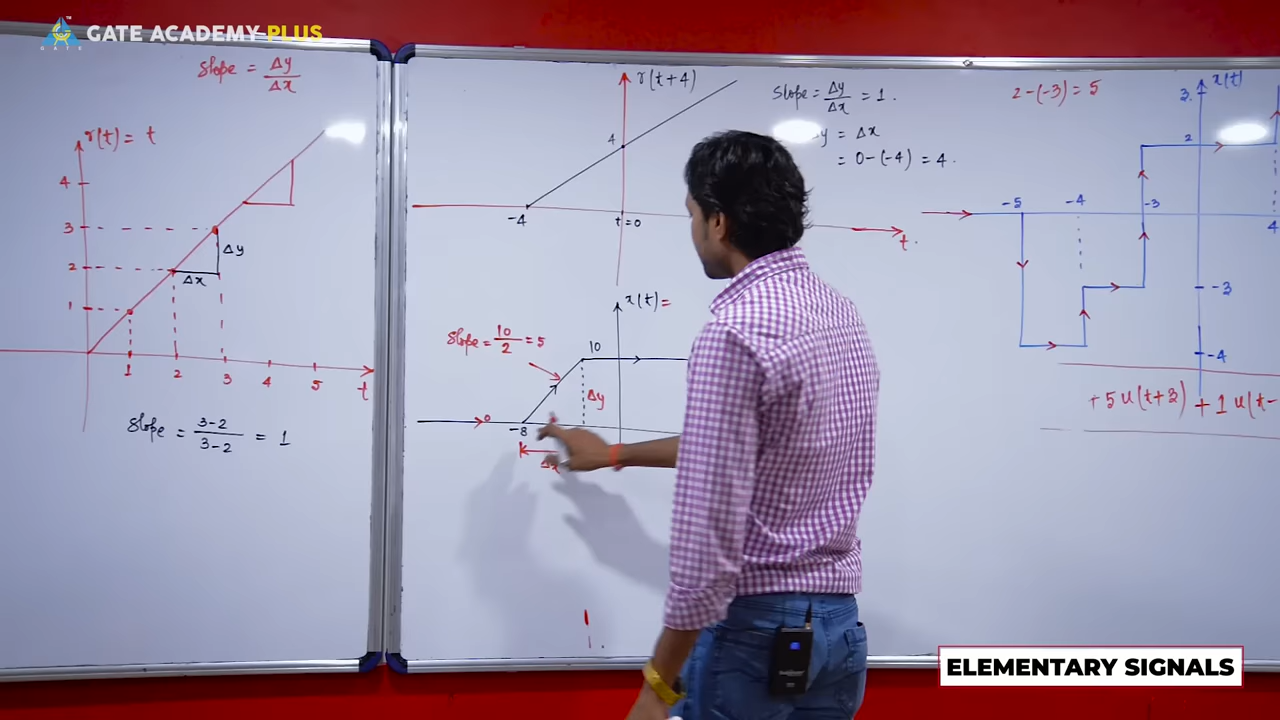 GATE ACADEMY PLUS
GATE
Slope = Δy/Δx
r(t) = t
4
3
2
1
Δy
Δx
1 2 3 4 5 t
Slope = 3-2/3-2 = 1
r(t+4)
4
-4
t=0
t.
Slope = Δy/Δx = 1.
y = Δx
= 0-(-4) = 4.
x(t) =
Slope = 10/2 = 5
10
Δy
0
-3
Δx
2-(-3) = 5
x(t)
3
2
-5
-4
-3
4
-3
-4
+5 u(t+3) + 1 u(t-
ELEMENTARY SIGNALS